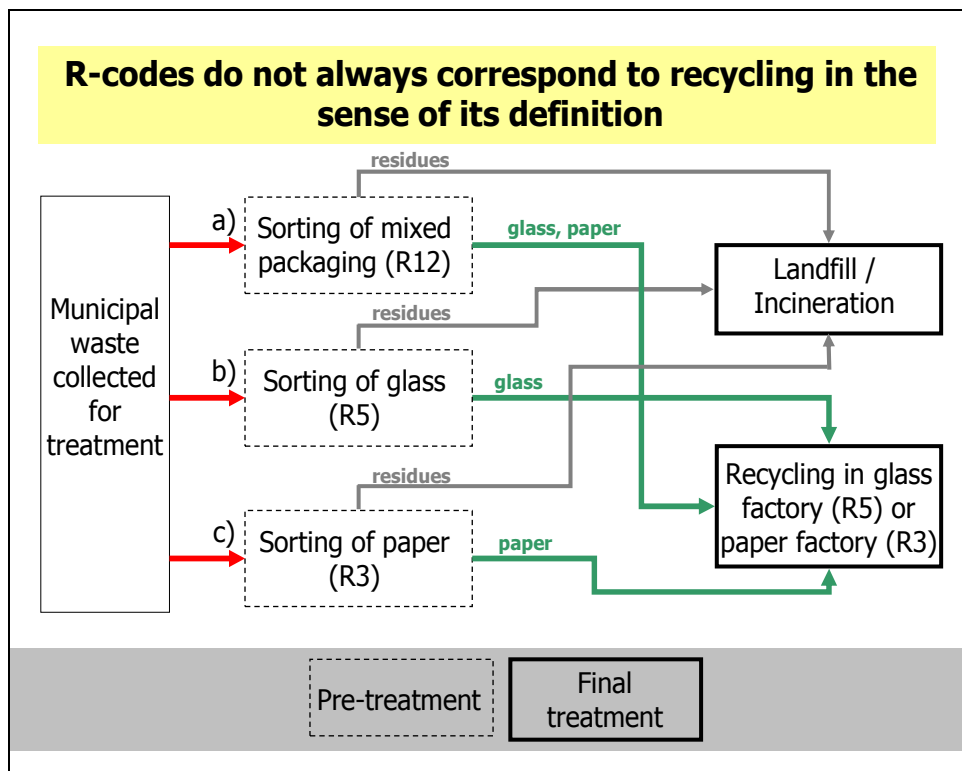 R-codes do not always correspond to recycling in the
sense of its definition
residues
a)
Sorting of mixed
packaging (R12)
glass, paper
Landfill /
Incineration
Municipal
waste
collected
for
treatment
residues
b)
Sorting of glass
(R5)
glass
residues
c)
Sorting of paper
(R3)
paper
Recycling in glass
factory (R5) or
paper factory (R3)
Pre-treatment
Final
treatment